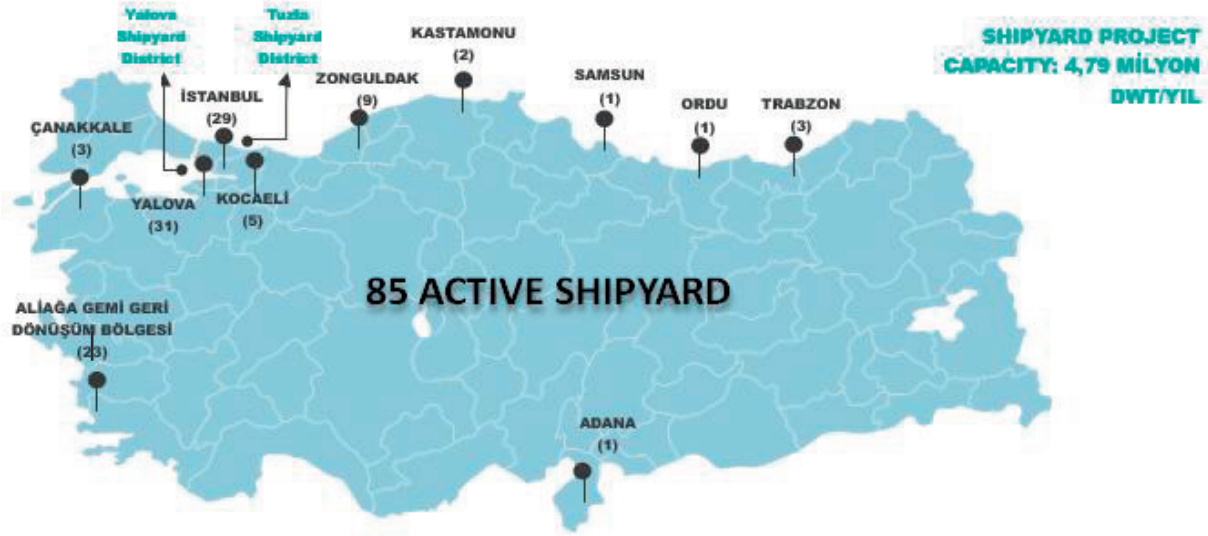 Yalova
Shipyard
District
Tuzla
Shipyard
District
SHIPYARD PROJECT
CAPACITY: 4,79 MİLYON
DWT/YIL
KASTAMONU
(2)
ZONGULDAK
(9)
SAMSUN
(1)
İSTANBUL
(29)
ORDU
(1)
TRABZON
(3)
ÇANAKKALE
(3)
YALOVA
(31)
KOCAELİ
(5)
85 ACTIVE SHIPYARD
ALİAĞA GEMİ GERİ
DÖNÜŞÜM BÖLGESİ
(23)
ADANA
(1)